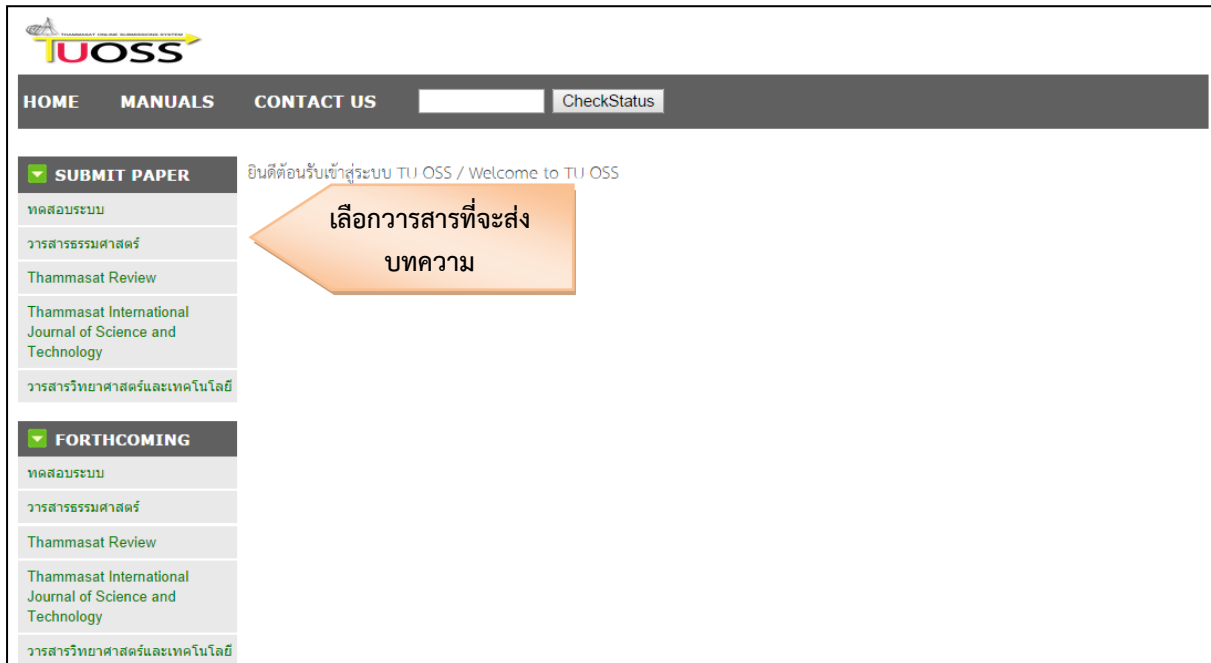 THAMMASAT ONLINE SUBMISSIONS SYSTEM
TUOSS
HOME MANUALS CONTACT US CheckStatus
SUBMIT PAPER
ทดสอบระบบ
วารสารธรรมศาสตร์
Thammasat Review
Thammasat International
Journal of Science and
Technology
วารสารวิทยาศาสตร์และเทคโนโลยี
ยินดีต้อนรับเข้าสู่ระบบ TU OSS / Welcome to TU OSS
เลือกวารสารที่จะส่ง
บทความ
FORTHCOMING
ทดสอบระบบ
วารสารธรรมศาสตร์
Thammasat Review
Thammasat International
Journal of Science and
Technology
วารสารวิทยาศาสตร์และเทคโนโลยี